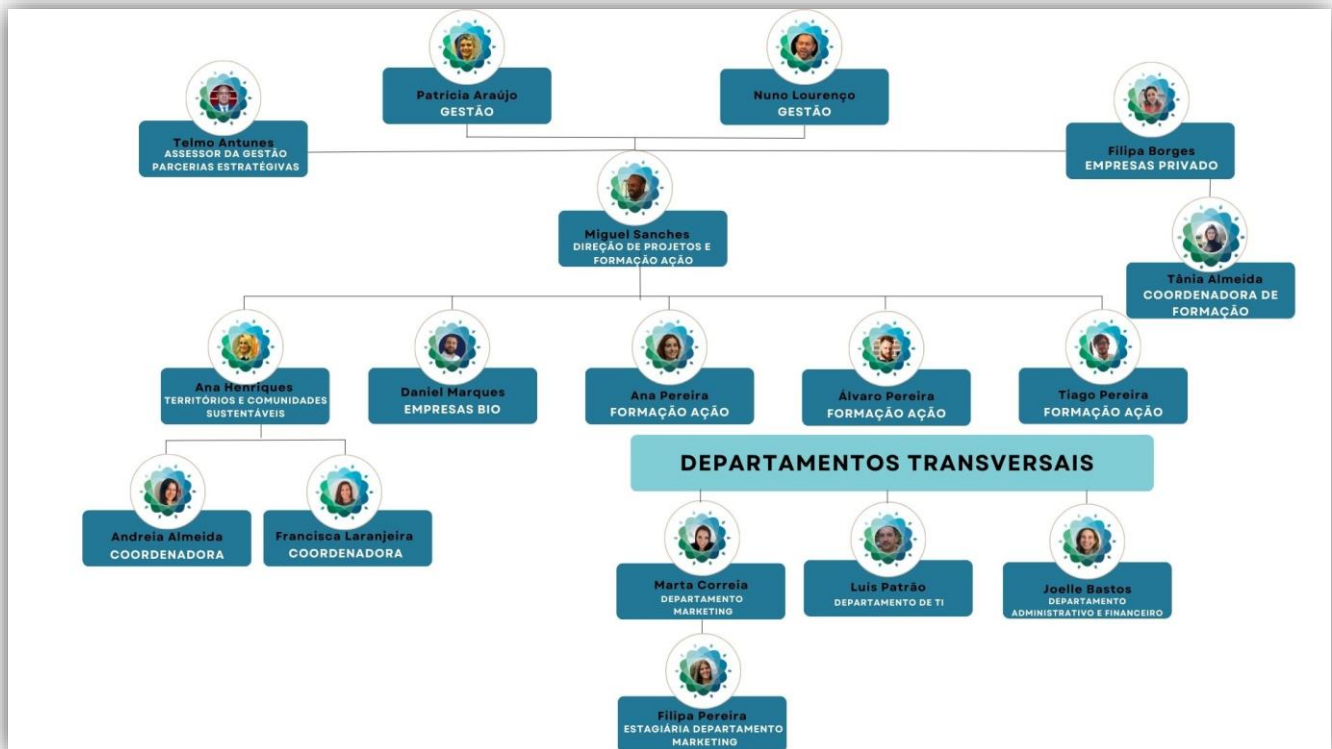 Patrícia Araújo
GESTÃO
Nuno Lourenço
GESTÃO
Telmo Antunes
ASSESSOR DA GESTÃO
PARCERIAS ESTRATÉGIVAS
Filipa Borges
EMPRESAS PRIVADO
Miguel Sanches
DIREÇÃO DE PROJETOS E
FORMAÇÃO AÇÃO
Tânia Almeida
COORDENADORA DE
FORMAÇÃO
Ana Henriques
TERRITÓRIOS E COMUNIDADES
SUSTENTÁVEIS
Daniel Marques
EMPRESAS BIO
Ana Pereira
FORMAÇÃO AÇÃO
Álvaro Pereira
FORMAÇÃO AÇÃO
Tiago Pereira
FORMAÇÃO AÇÃO
DEPARTAMENTOS TRANSVERSAIS
Andreia Almeida
COORDENADORA
Francisca Laranjeira
COORDENADORA
Marta Correia
DEPARTAMENTO
MARKETING
Luis Patrão
DEPARTAMENTO DE TI
Joelle Bastos
DEPARTAMENTO
ADMINISTRATIVO E FINANCEIRO
Filipa Pereira
ESTAGIÁRIA DEPARTAMENTO
MARKETING